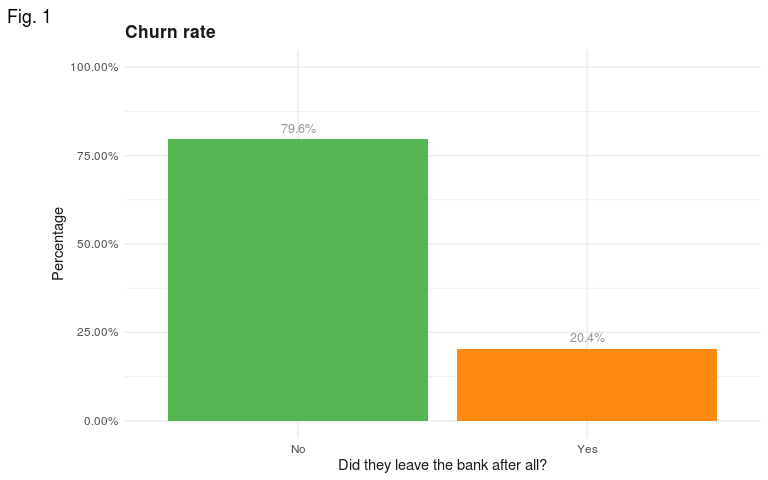 Fig. 1
Churn rate
100.00%
75.00%
50.00%
25.00%
0.00%
Percentage
79.6%
20.4%
No
Yes
Did they leave the bank after all?